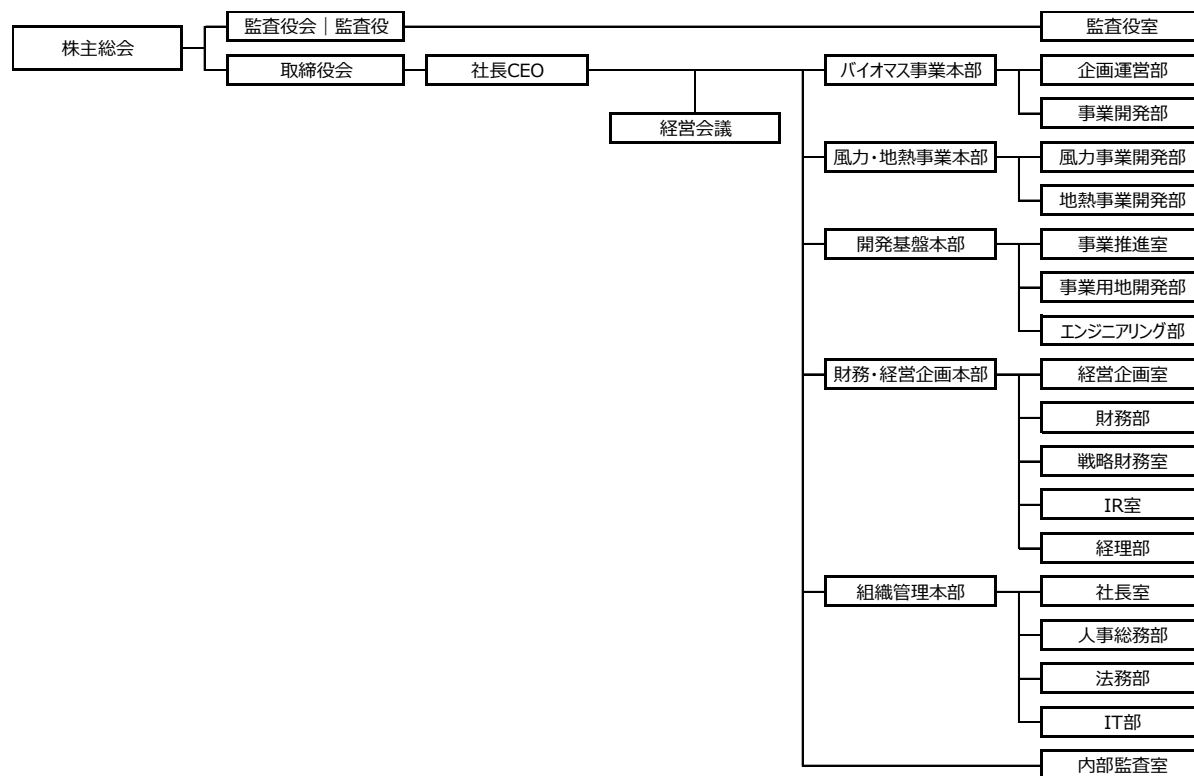 株主総会
監査役会｜監査役
監査役室
取締役会
社長CEO
経営会議
バイオマス事業本部
企画運営部
事業開発部
風力・地熱事業本部
風力事業開発部
地熱事業開発部
開発基盤本部
事業推進室
事業用地開発部
エンジニアリング部
財務・経営企画本部
経営企画室
財務部
戦略財務室
IR室
経理部
組織管理本部
社長室
人事総務部
法務部
IT部
内部監査室